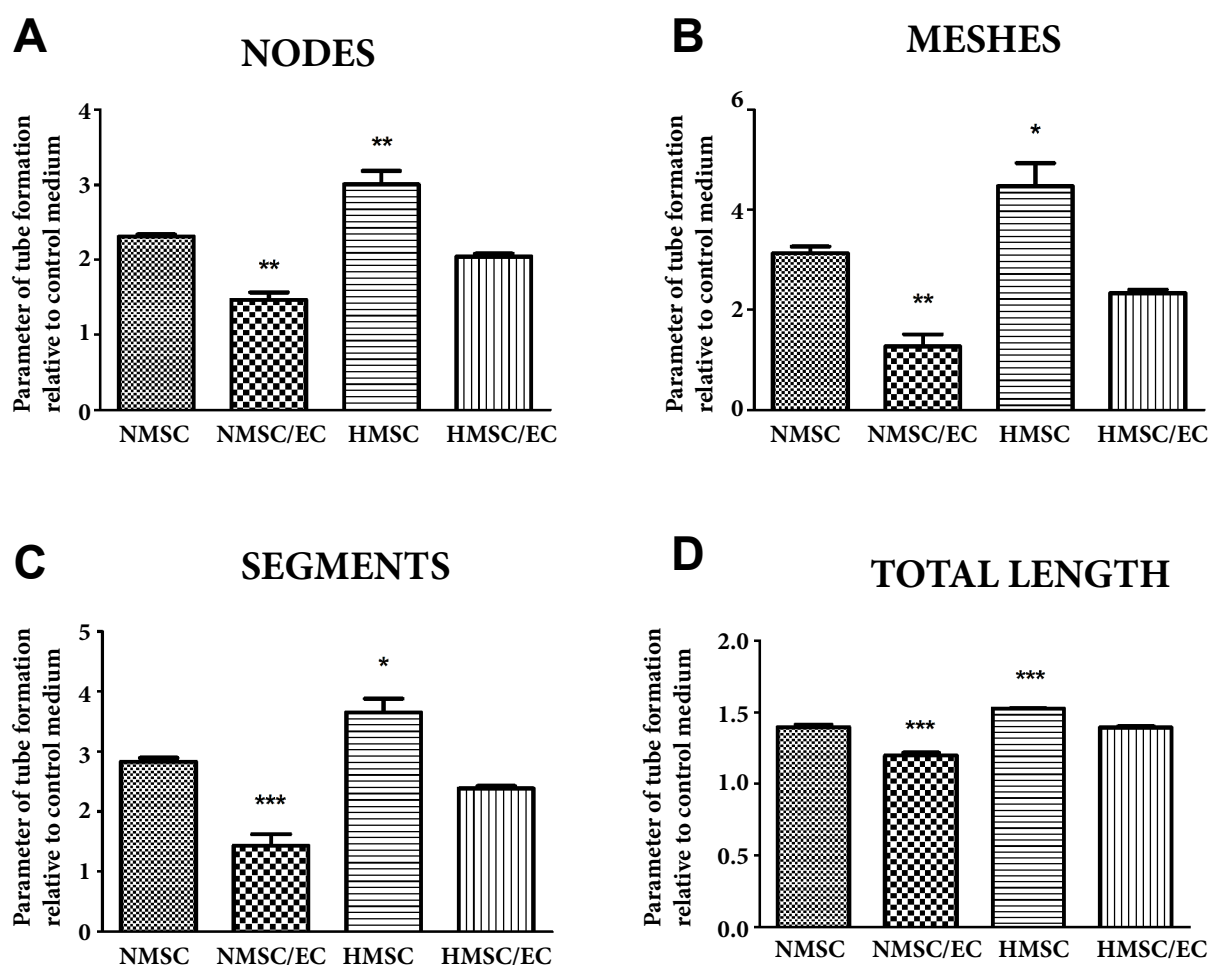 A
NODES
Parameter of tube formation
relative to control medium
4
3
2
1
0
**
**
NMSC
NMSC/EC
HMSC
HMSC/EC
B
MESHES
Parameter of tube formation
relative to control medium
6
4
2
0
**
*
NMSC
NMSC/EC
HMSC
HMSC/EC
C
SEGMENTS
Parameter of tube formation
relative to control medium
5
4
3
2
1
0
***
*
NMSC
NMSC/EC
HMSC
HMSC/EC
D
TOTAL LENGTH
Parameter of tube formation
relative to control medium
2.0
1.5
1.0
0.5
0.0
***
***
NMSC
NMSC/EC
HMSC
HMSC/EC